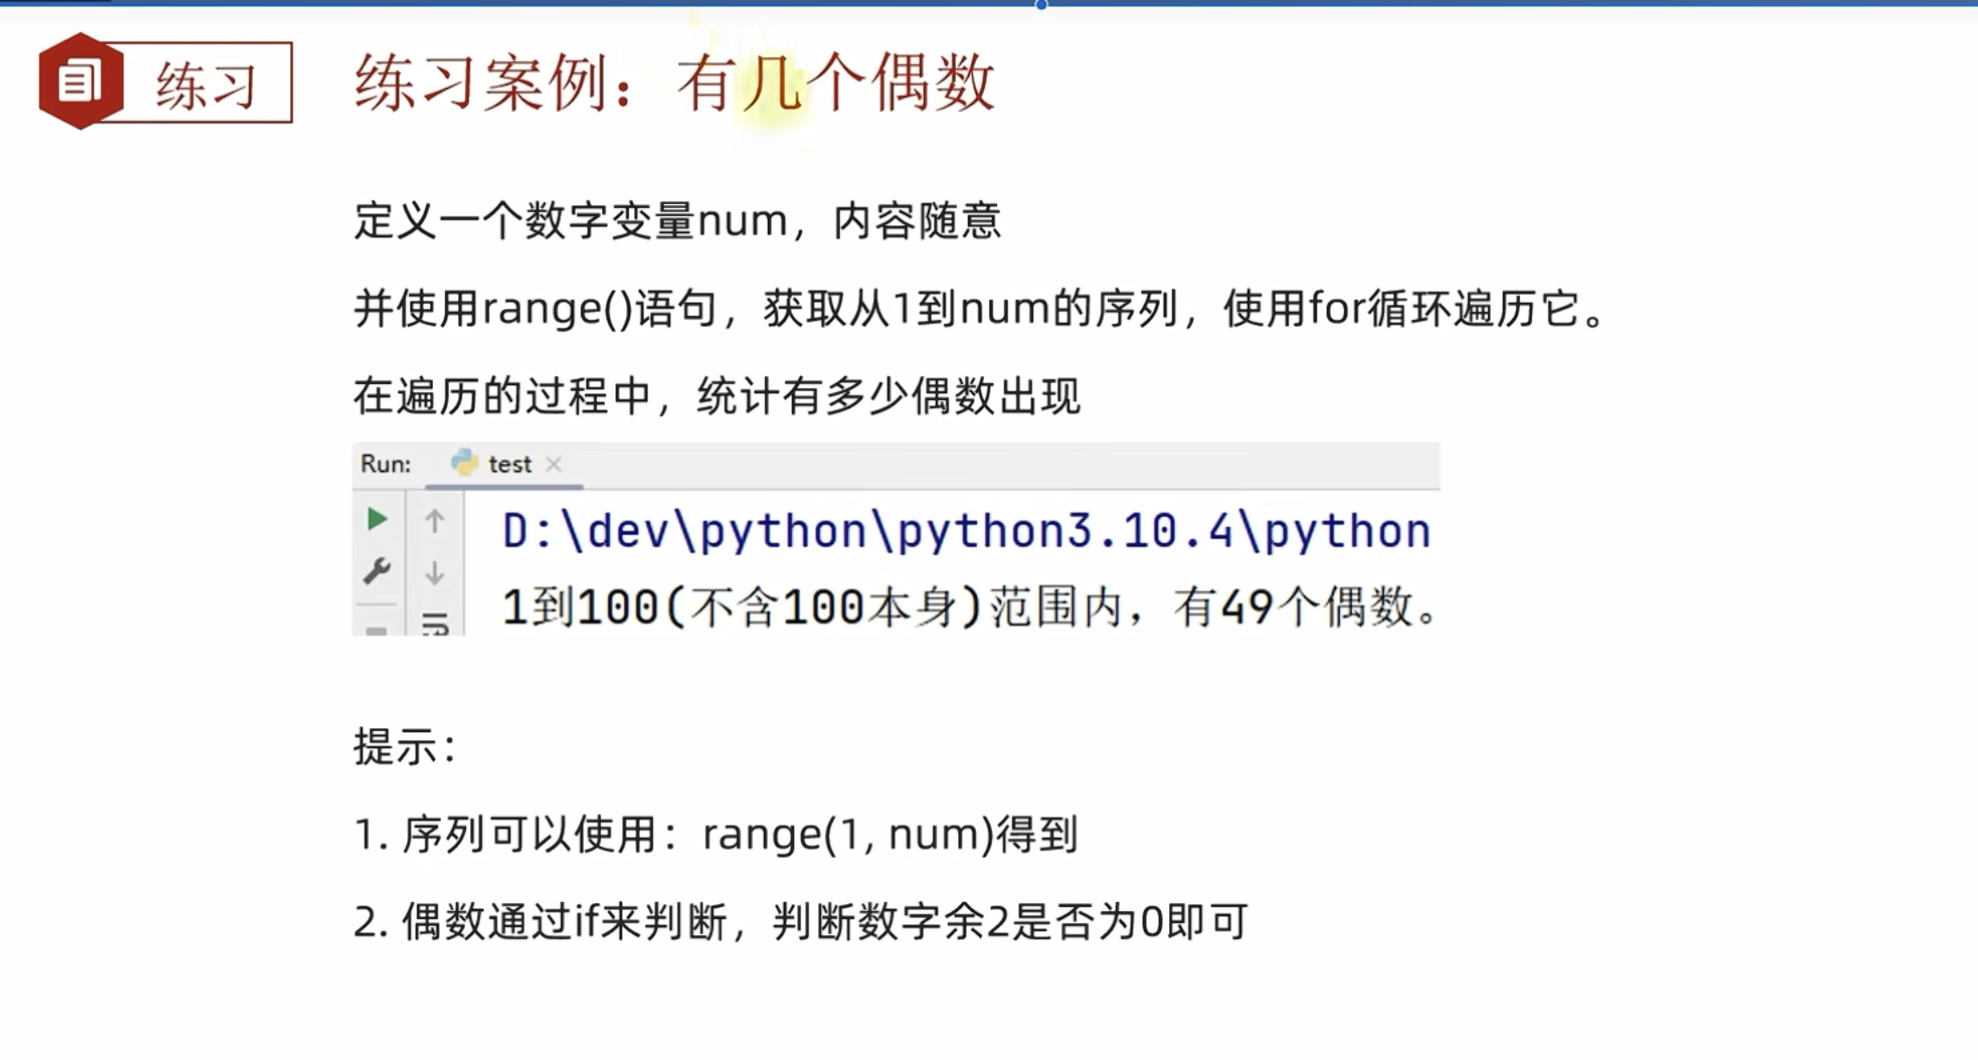 练习
练习案例：有几个偶数
定义一个数字变量num，内容随意
并使用range()语句，获取从1到num的序列，使用for循环遍历它。
在遍历的过程中，统计有多少偶数出现
Run: test
D:\dev\python\python3.10.4\python
1到100(不含100本身)范围内，有49个偶数。
提示：
1. 序列可以使用：range(1, num)得到
2. 偶数通过if来判断，判断数字余2是否为0即可